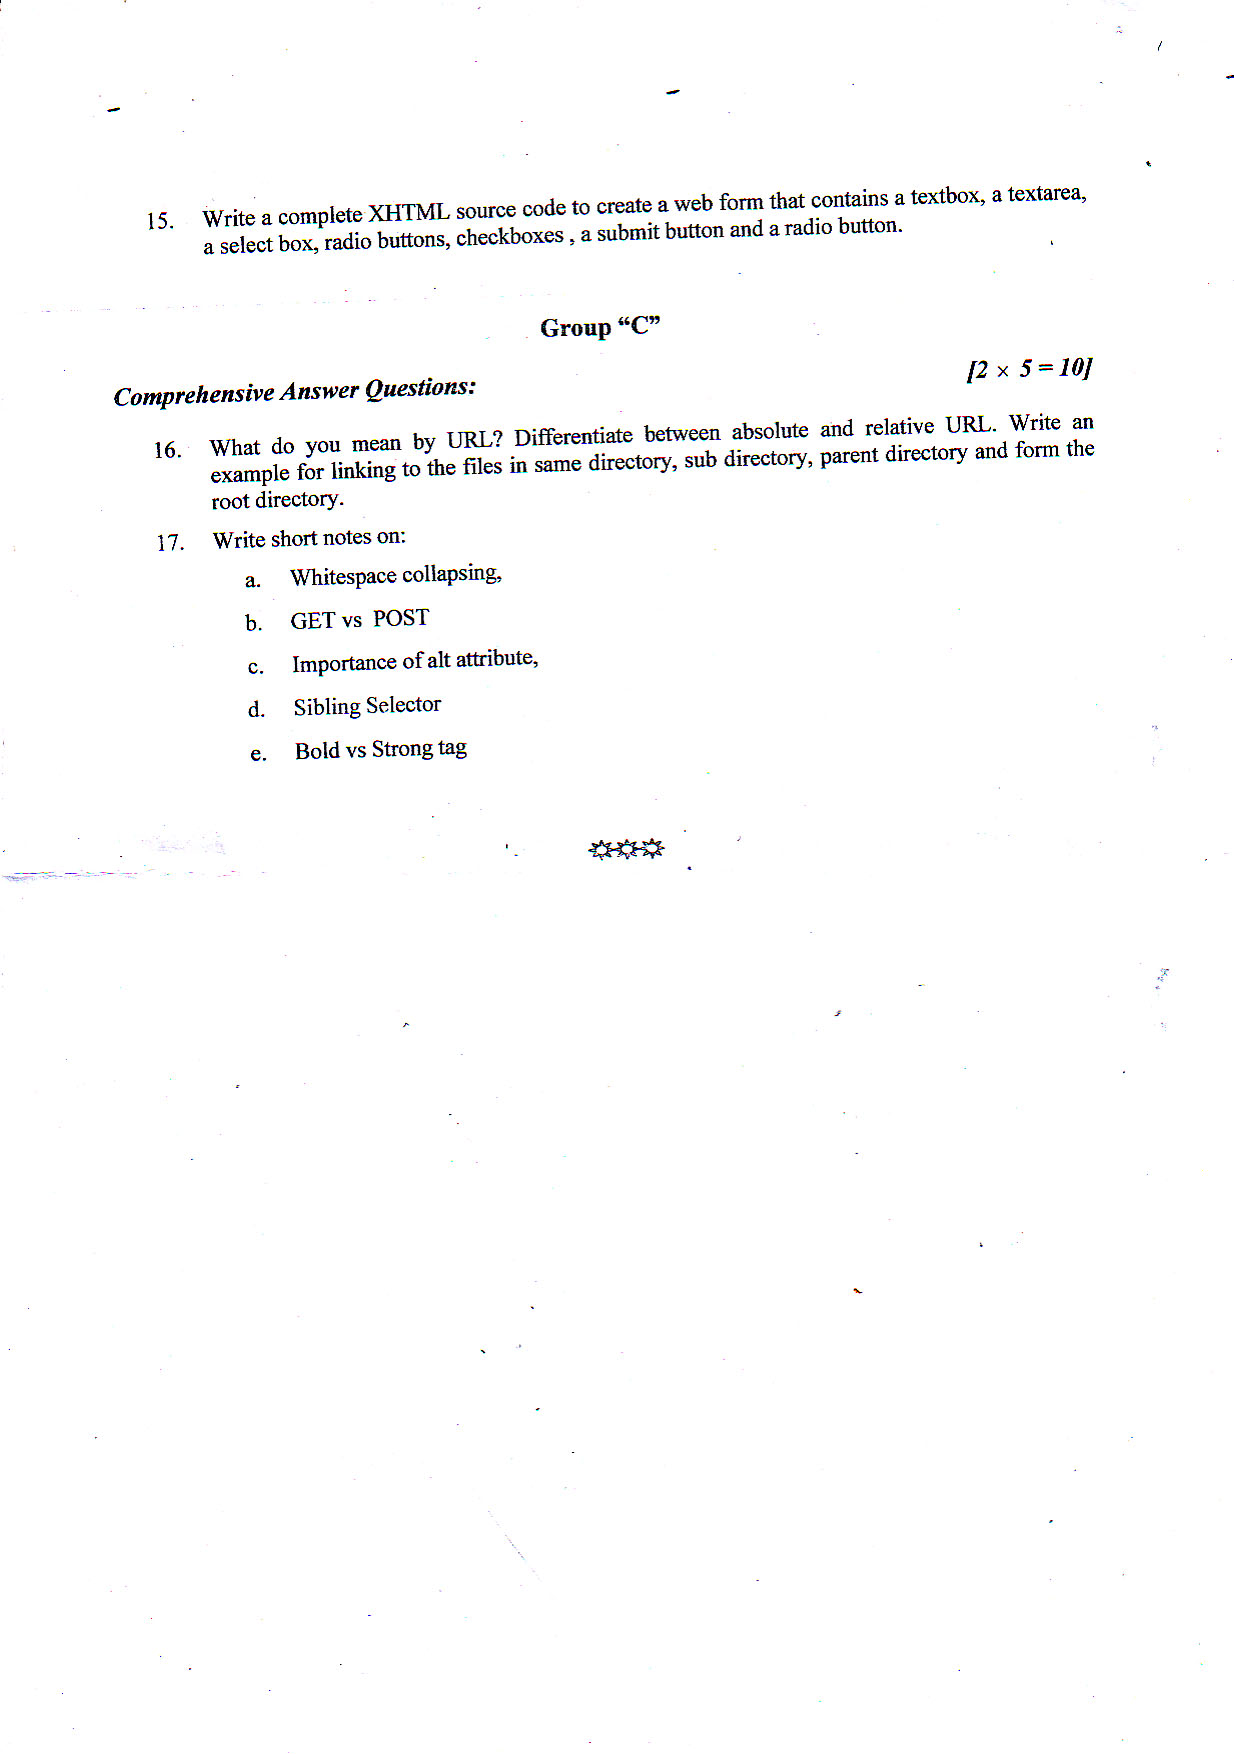 15. Write a complete XHTML source code to create a web form that contains a textbox, a textarea,
a select box, radio buttons, checkboxes , a submit button and a radio button.
Group “C”
[2 × 5 = 10]
Comprehensive Answer Questions:
16. What do you mean by URL? Differentiate between absolute and relative URL. Write an
example for linking to the files in same directory, sub directory, parent directory and form the
root directory.
17. Write short notes on:
a. Whitespace collapsing,
b. GET vs POST
c. Importance of alt attribute,
d. Sibling Selector
e. Bold vs Strong tag